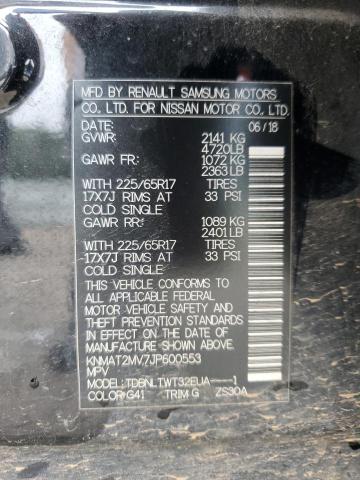 MFD BY RENAULT SAMSUNG MOTORS
CO. LTD. FOR NISSAN MOTOR CO., LTD.
DATE: 06/18
GVWR: 2141 KG
4720LB
GAWR FR: 1072 KG
2363 LB
WITH 225/65R17 TIRES
17X7J RIMS AT 33 PSI
COLD SINGLE
GAWR RR: 1089 KG
2401LB
WITH 225/65R17 TIRES
17X7J RIMS AT 33 PSI
COLD SINGLE
THIS VEHICLE CONFORMS TO
ALL APPLICABLE FEDERAL
MOTOR VEHICLE SAFETY AND
THEFT PREVENTION STANDARDS
IN EFFECT ON THE DATE OF
MANUFACTURE SHOWN ABOVE.
KNMAT2MV7JP600553
MPV
MODEL: TDBNLTWT32EUA----1
COLOR: G41 TRIM G ZS30A